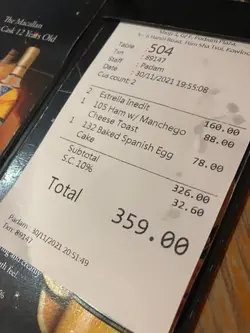 The Macallan
Cask 12 Years Old
Table : 504
Txn : 89147
Staff : Padam
Date : 30/11/2021 19:55:08
Cus count: 2
2 Estrella Inedit 160.00
1 105 Ham w/ Manchego 88.00
Cheese Toast
1 132 Baked Spanish Egg 78.00
Cake
Subtotal 326.00
S.C. 10% 32.60
Total 359.00
Padam: 30/11/2021 20:51:49
Txn: 89147